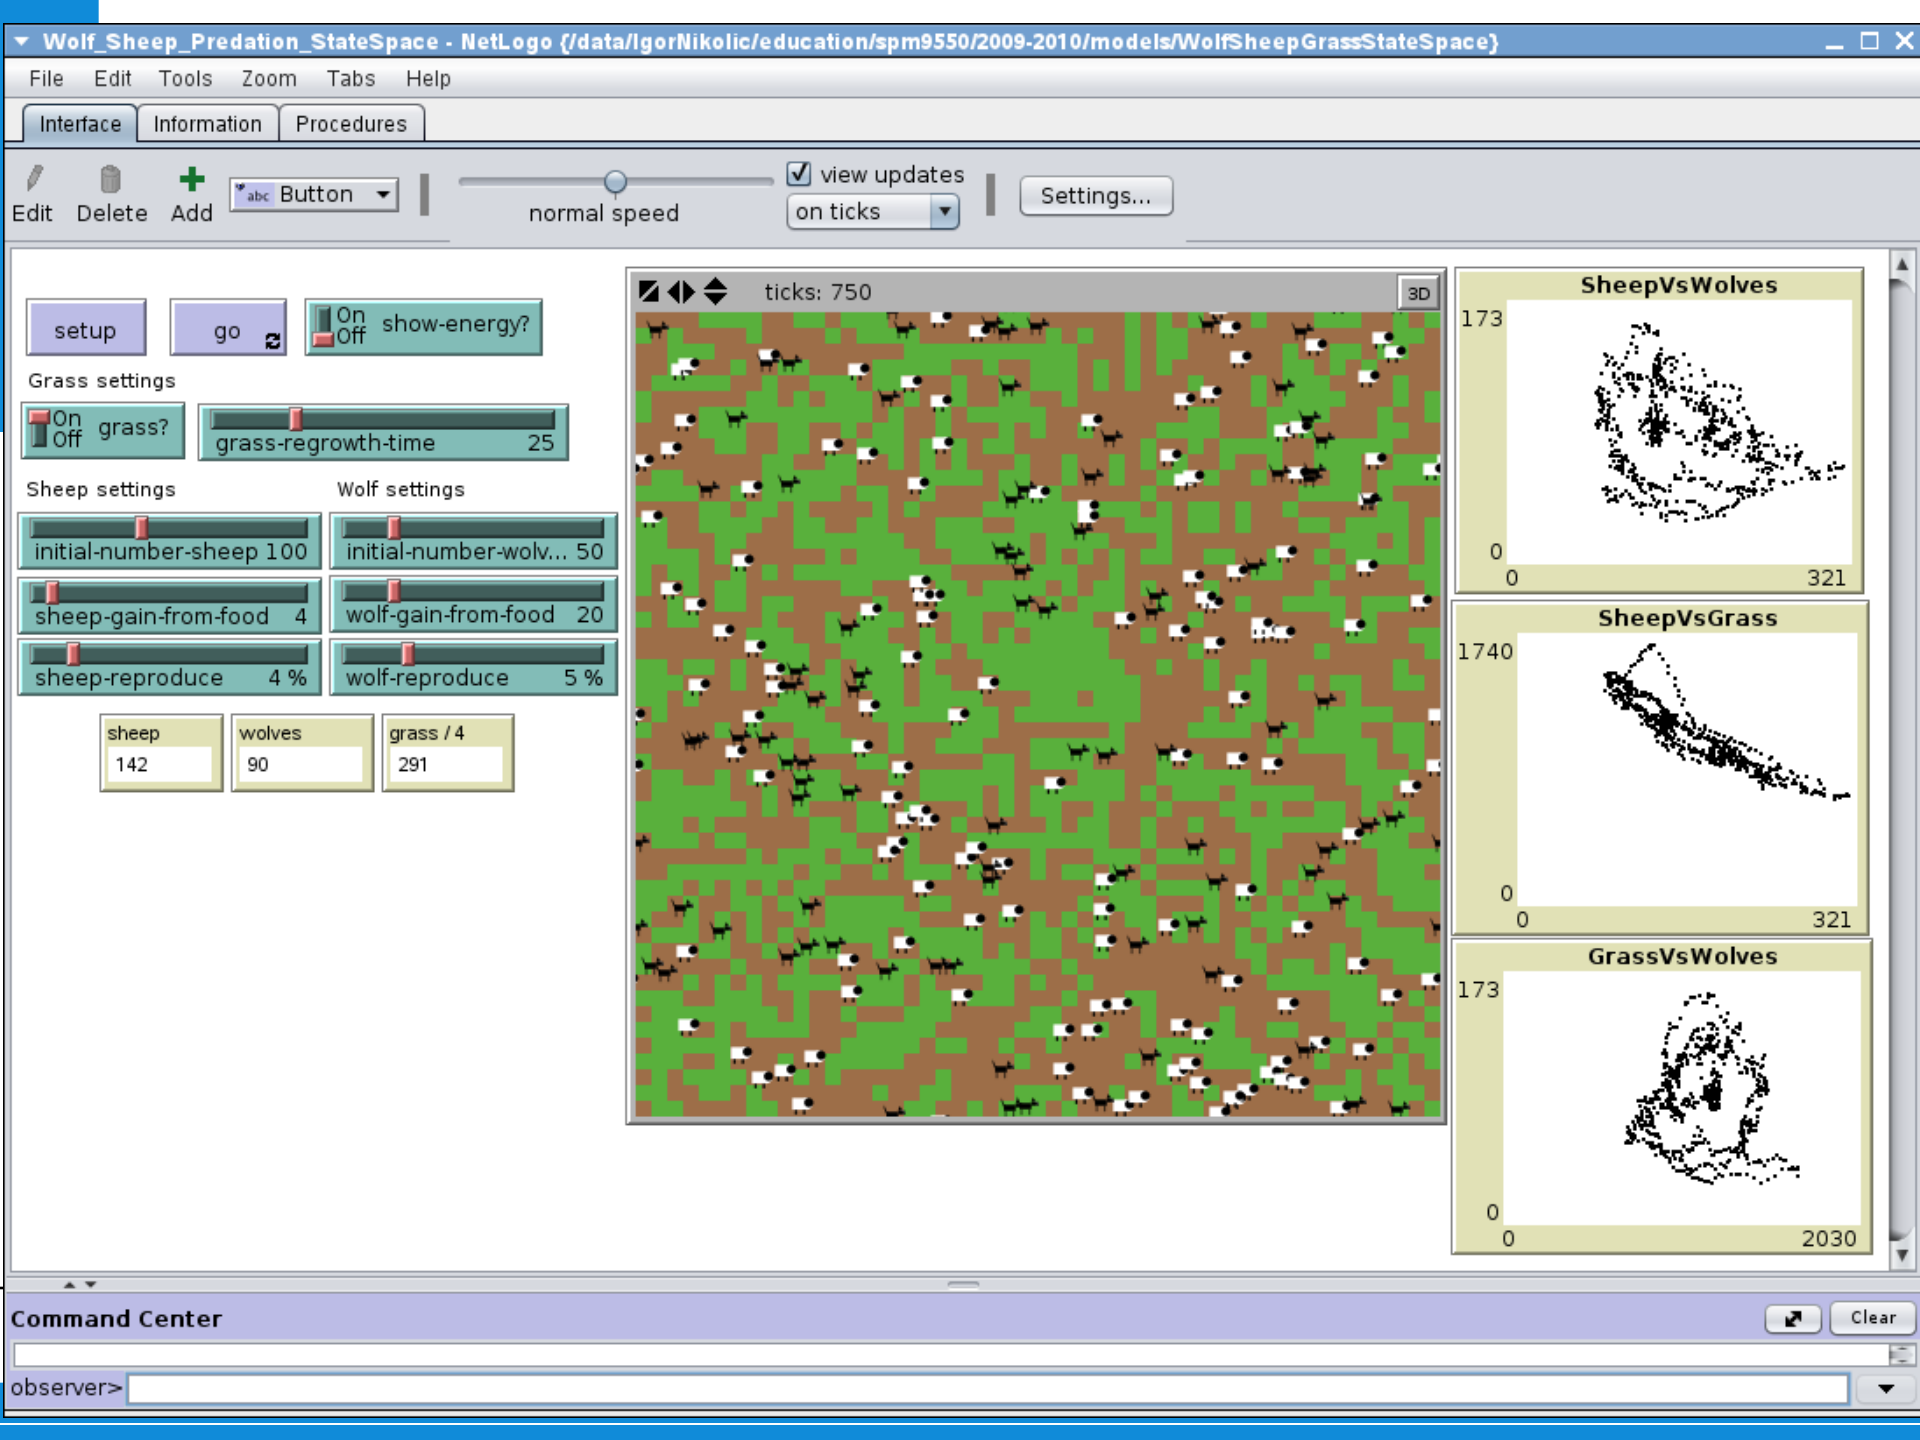 Wolf_Sheep_Predation_StateSpace - NetLogo {/data/IgorNikolic/education/spm9550/2009-2010/models/WolfSheepGrassStateSpace}
File Edit Tools Zoom Tabs Help
Interface Information Procedures
Edit Delete Add abc Button normal speed view updates on ticks Settings...
setup go On Off show-energy?
Grass settings
On Off grass? grass-regrowth-time 25
Sheep settings Wolf settings
initial-number-sheep 100 initial-number-wolv... 50
sheep-gain-from-food 4 wolf-gain-from-food 20
sheep-reproduce 4 % wolf-reproduce 5 %
sheep wolves grass / 4
142 90 291
ticks: 750 3D
SheepVsWolves
173
0
0 321
SheepVsGrass
1740
0
0 321
GrassVsWolves
173
0
0 2030
Command Center Clear
observer>